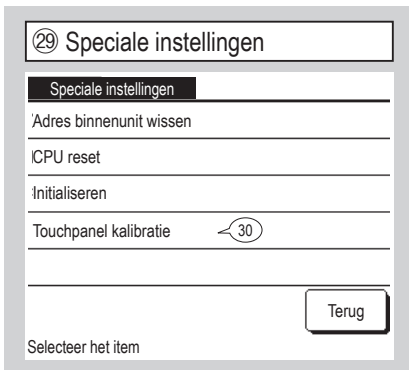 ㉙ Speciale instellingen
Speciale instellingen
Adres binnenunit wissen
CPU reset
Initialiseren
Touchpanel kalibratie 30
Terug
Selecteer het item